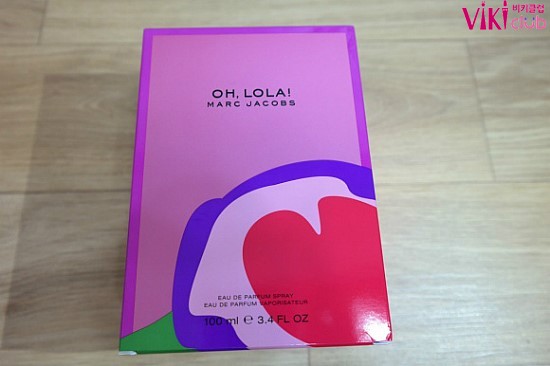 VIKI 비키클럽
club
OH, LOLA!
MARC JACOBS
EAU DE PARFUM SPRAY
EAU DE PARFUM VAPORISATEUR
100 ml ℮ 3.4 FL OZ